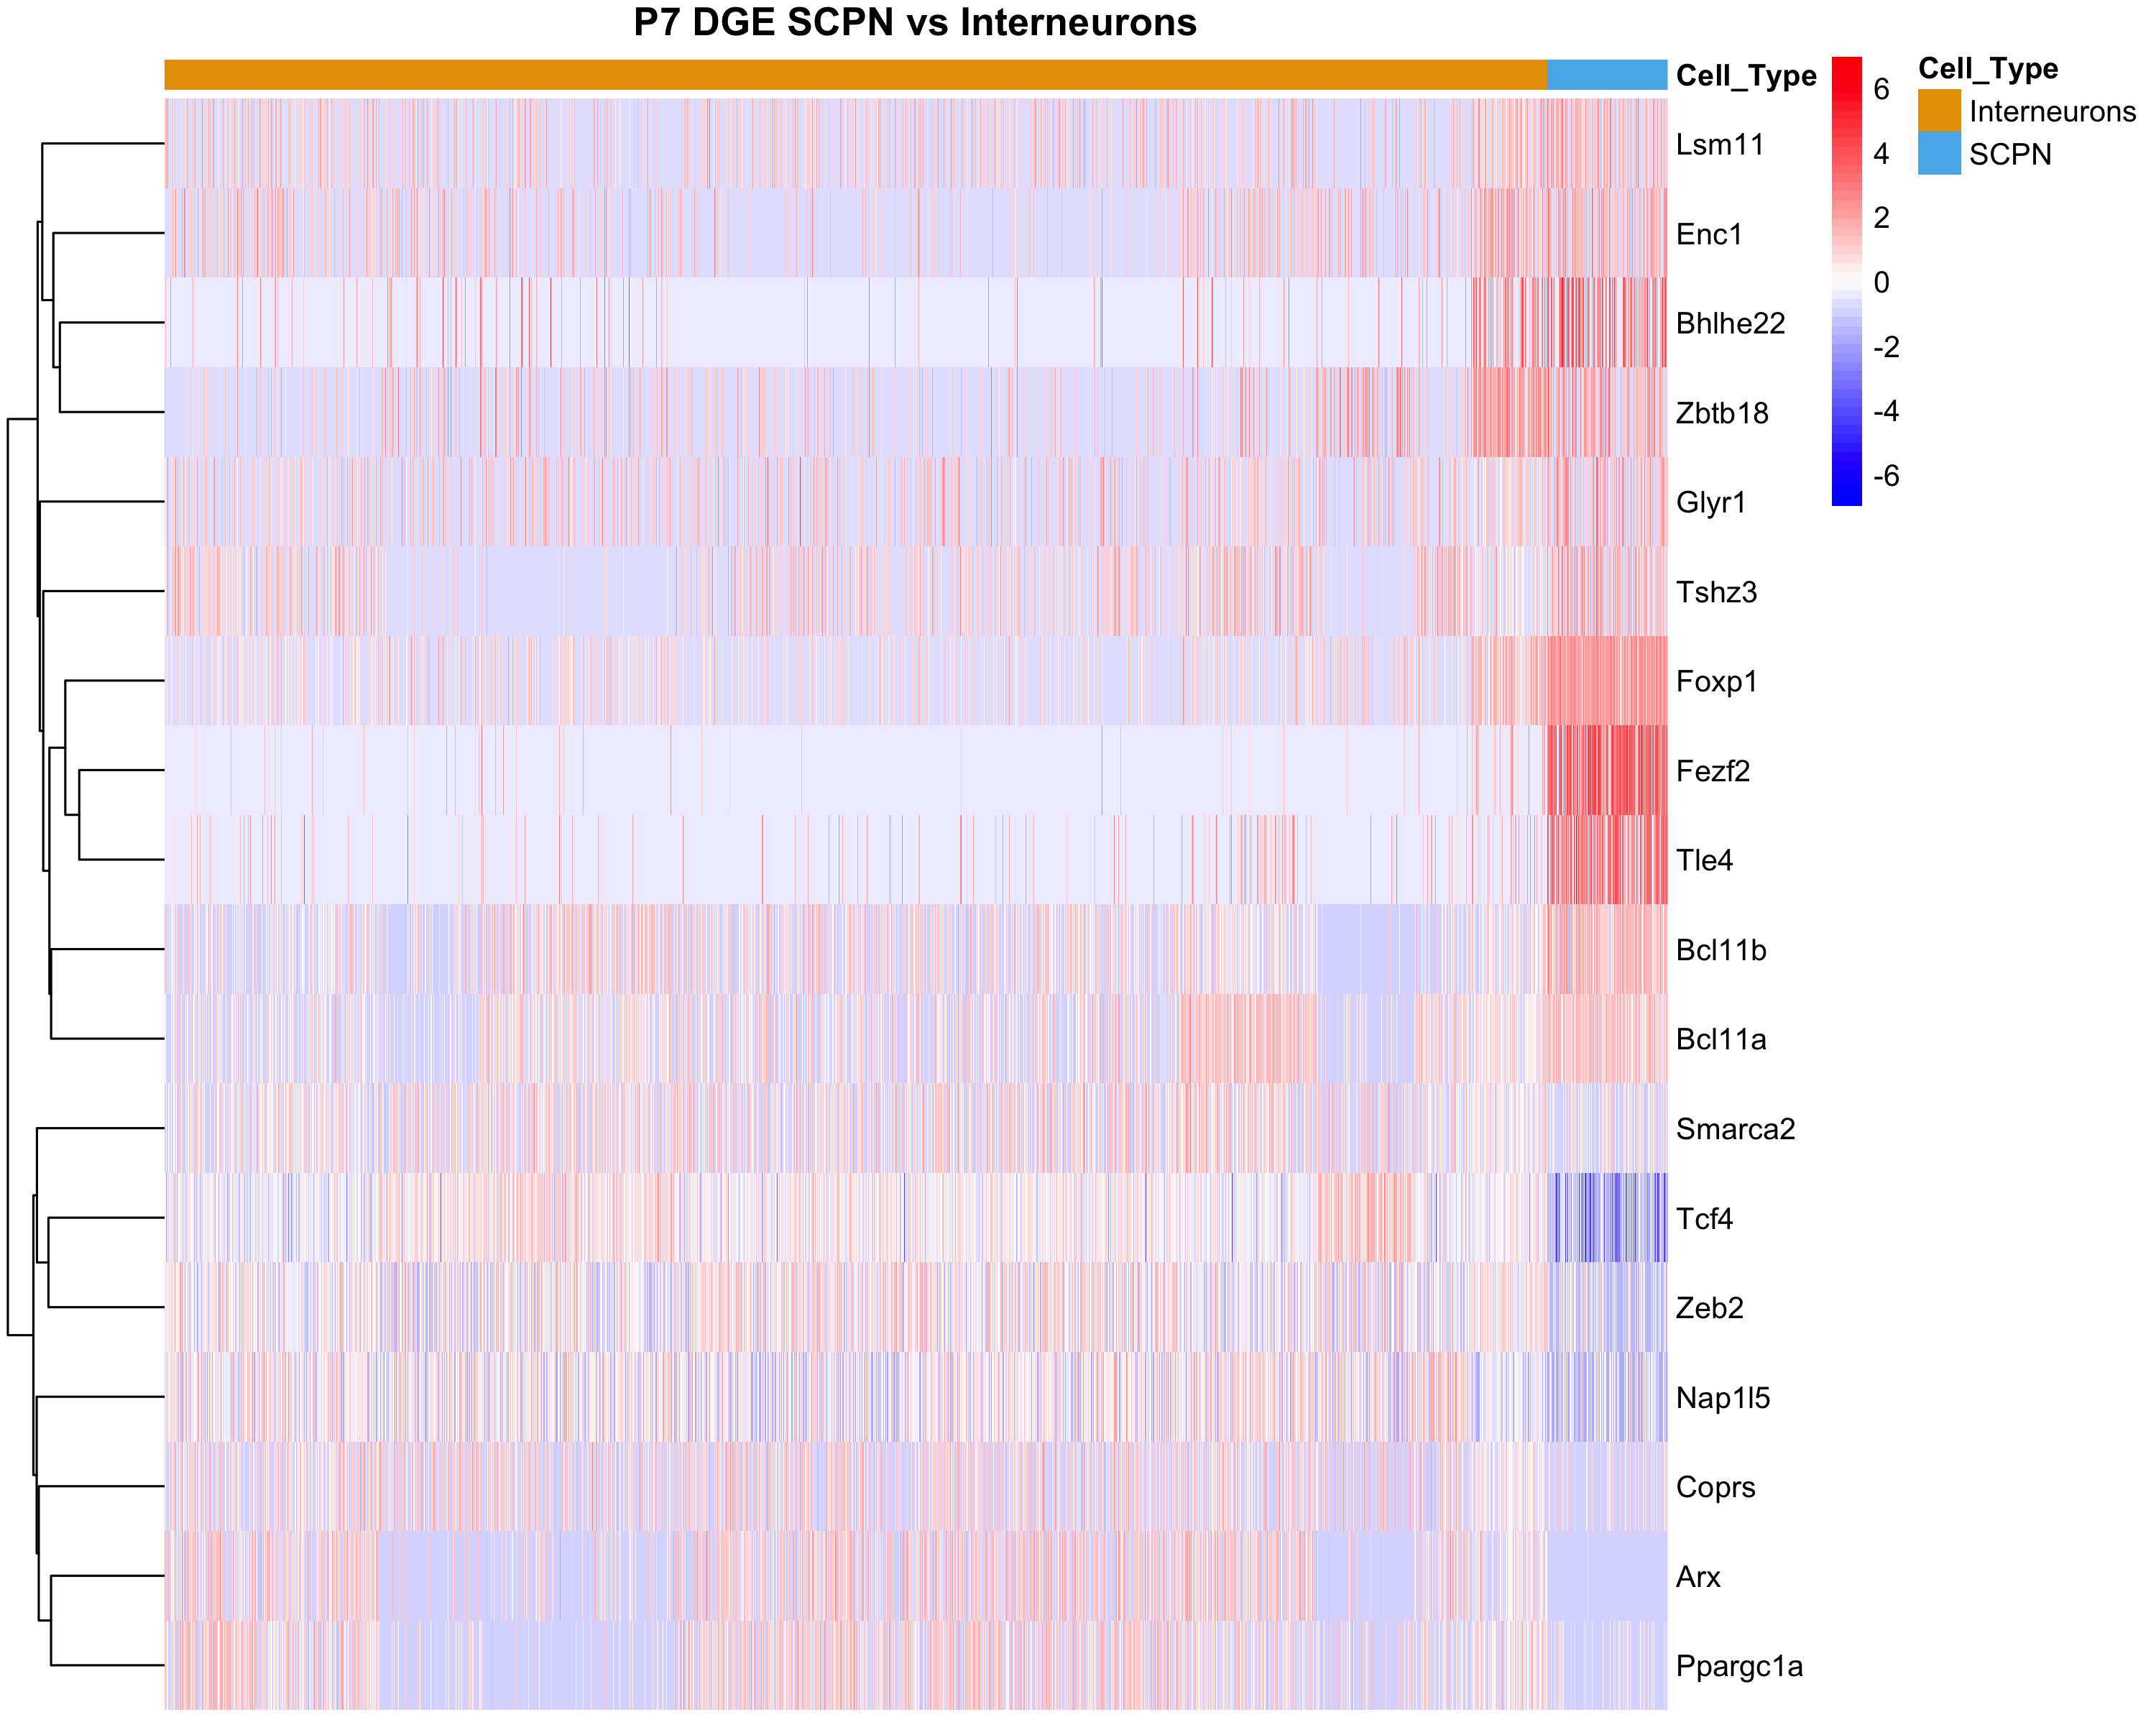 P7 DGE SCPN vs Interneurons
Cell_Type
Lsm11
Enc1
Bhlhe22
Zbtb18
Glyr1
Tshz3
Foxp1
Fezf2
Tle4
Bcl11b
Bcl11a
Smarca2
Tcf4
Zeb2
Nap1l5
Coprs
Arx
Ppargc1a
6
4
2
0
-2
-4
-6
Cell_Type
Interneurons
SCPN